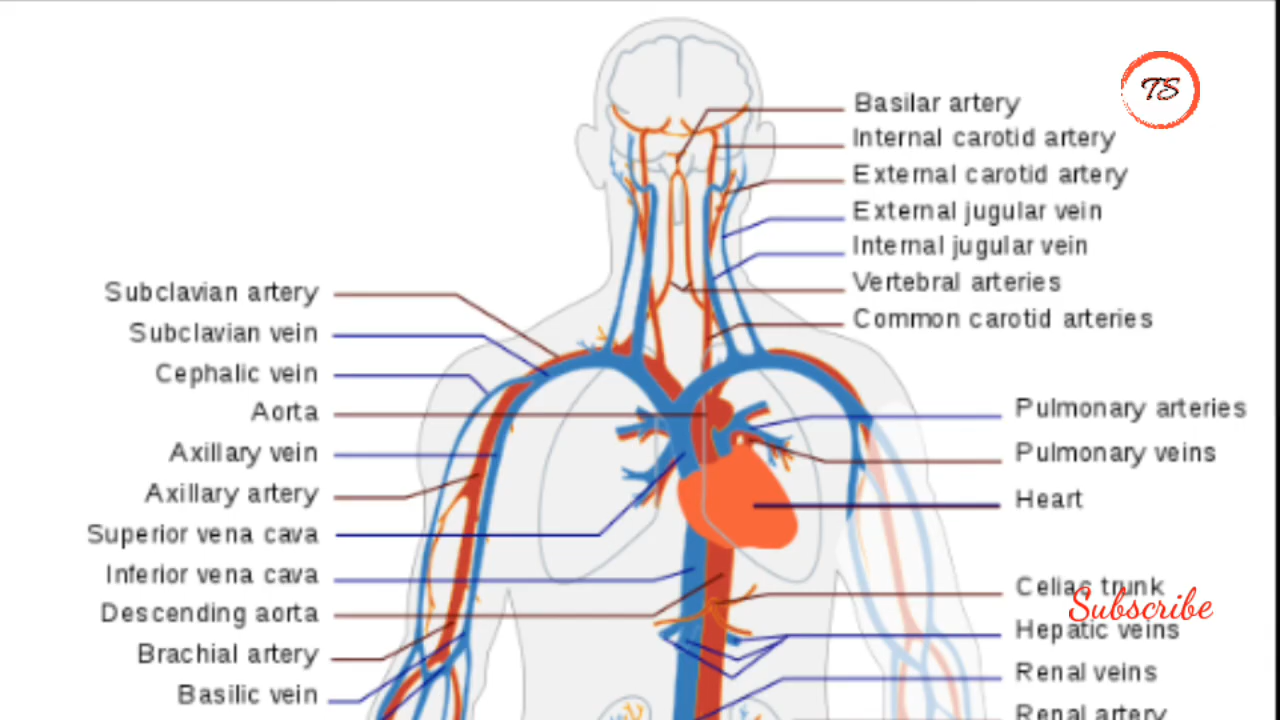 TS
Basilar artery
Internal carotid artery
External carotid artery
External jugular vein
Internal jugular vein
Vertebral arteries
Common carotid arteries
Subclavian artery
Subclavian vein
Cephalic vein
Aorta
Axillary vein
Axillary artery
Superior vena cava
Inferior vena cava
Descending aorta
Brachial artery
Basilic vein
Pulmonary arteries
Pulmonary veins
Heart
Celiac trunk
Subscribe
Hepatic veins
Renal veins
Renal artery